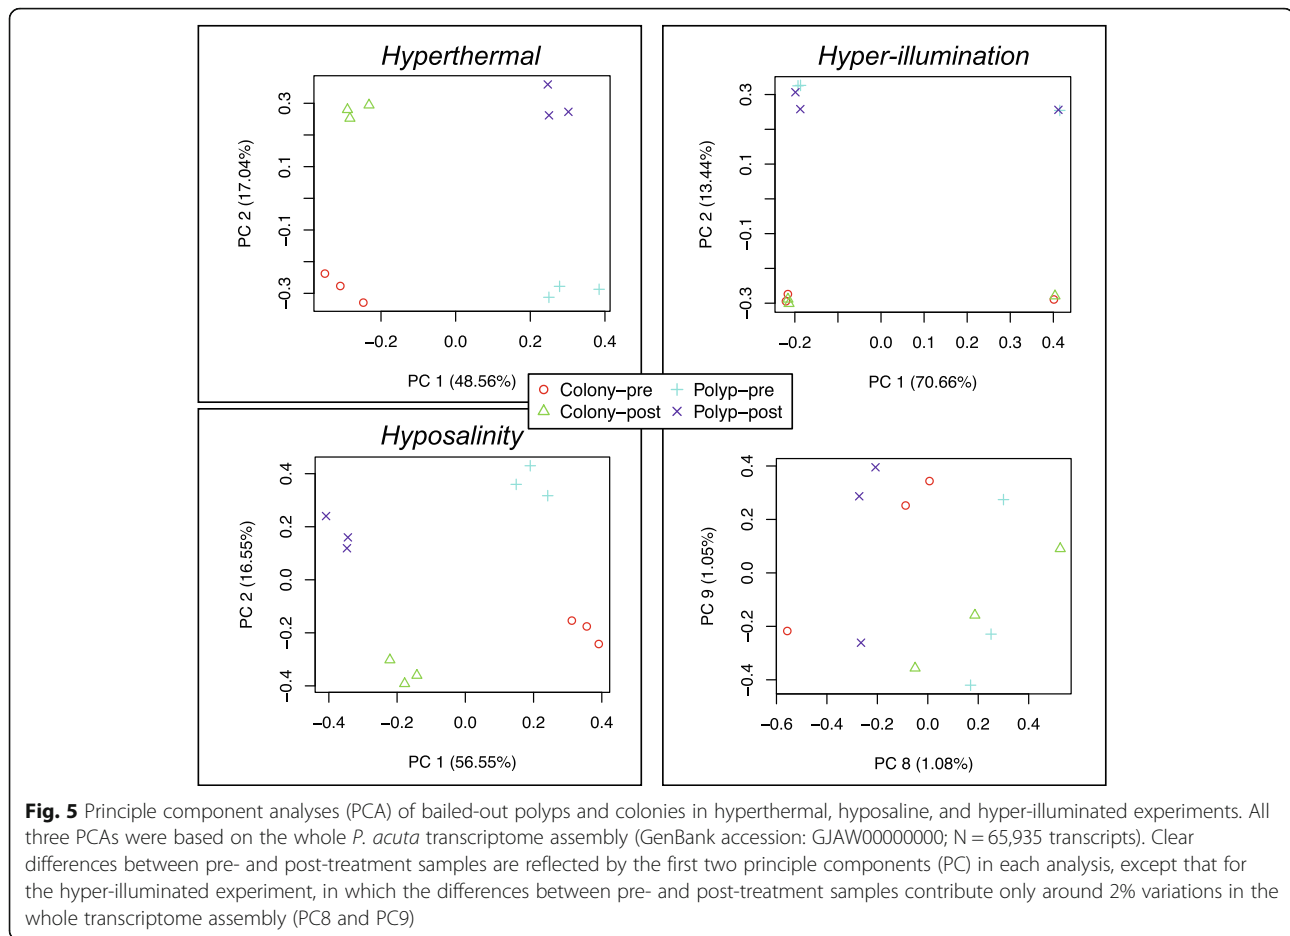 Hyperthermal
PC 2 (17.04%)
0.3
0.1
−0.1
−0.3
−0.2 0.0 0.2 0.4
PC 1 (48.56%)
Hyper-illumination
PC 2 (13.44%)
0.3
0.1
−0.1
−0.3
−0.2 0.0 0.1 0.2 0.3 0.4
PC 1 (70.66%)
Colony−pre Polyp−pre
Colony−post Polyp−post
Hyposalinity
PC 2 (16.55%)
0.4
0.2
0.0
−0.2
−0.4
−0.4 −0.2 0.0 0.2 0.4
PC 1 (56.55%)
PC 9 (1.05%)
0.4
0.2
0.0
−0.2
−0.4
−0.6 −0.4 −0.2 0.0 0.2 0.4
PC 8 (1.08%)
Fig. 5 Principle component analyses (PCA) of bailed-out polyps and colonies in hyperthermal, hyposaline, and hyper-illuminated experiments. All
three PCAs were based on the whole P. acuta transcriptome assembly (GenBank accession: GJAW00000000; N = 65,935 transcripts). Clear
differences between pre- and post-treatment samples are reflected by the first two principle components (PC) in each analysis, except that for
the hyper-illuminated experiment, in which the differences between pre- and post-treatment samples contribute only around 2% variations in the
whole transcriptome assembly (PC8 and PC9)